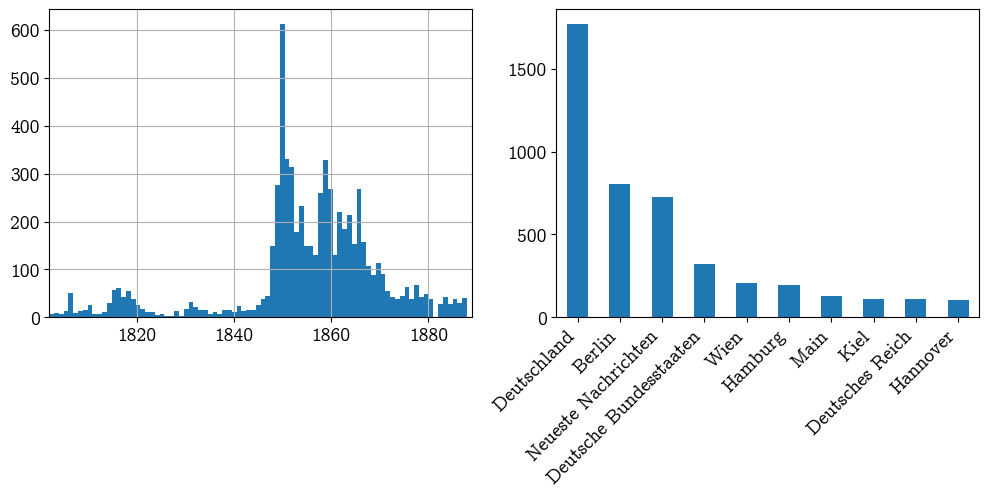 600
500
400
300
200
100
0
1820 1840 1860 1880
1500
1000
500
0
Deutschland
Berlin
Neueste Nachrichten
Deutsche Bundesstaaten
Wien
Hamburg
Main
Kiel
Deutsches Reich
Hannover